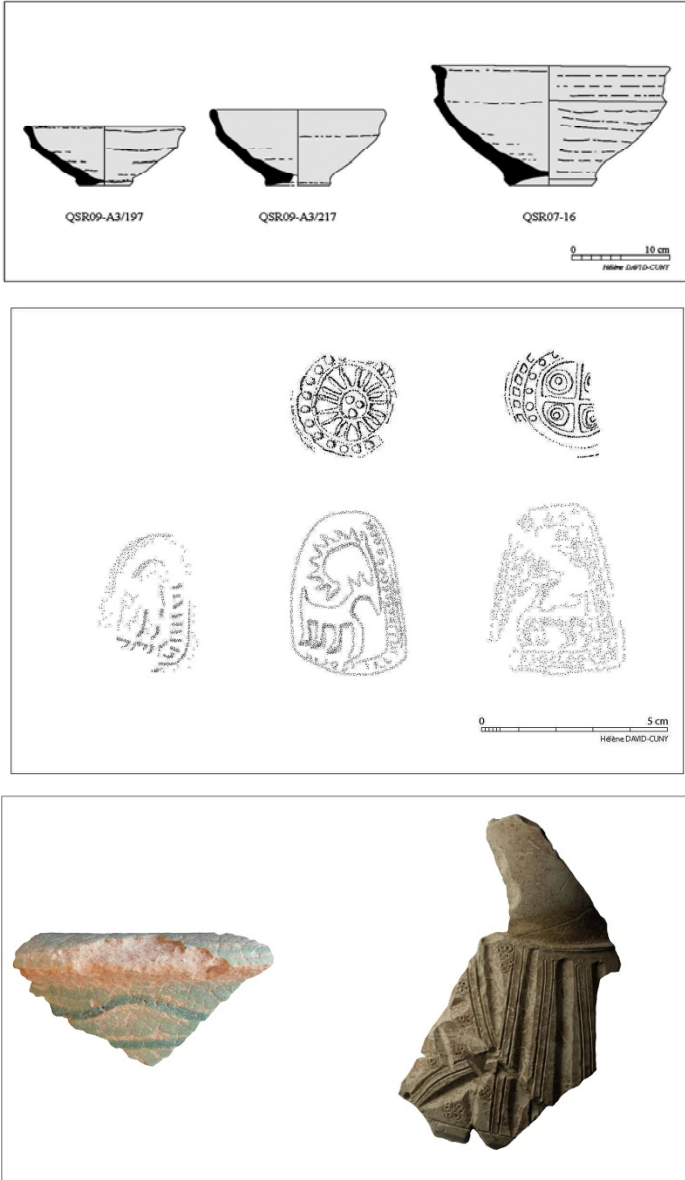 QSR09-A3/197
QSR09-A3/217
QSR07-16
0 10 cm
Hélène DAVID-CUNY
0 5 cm
Hélène DAVID-CUNY